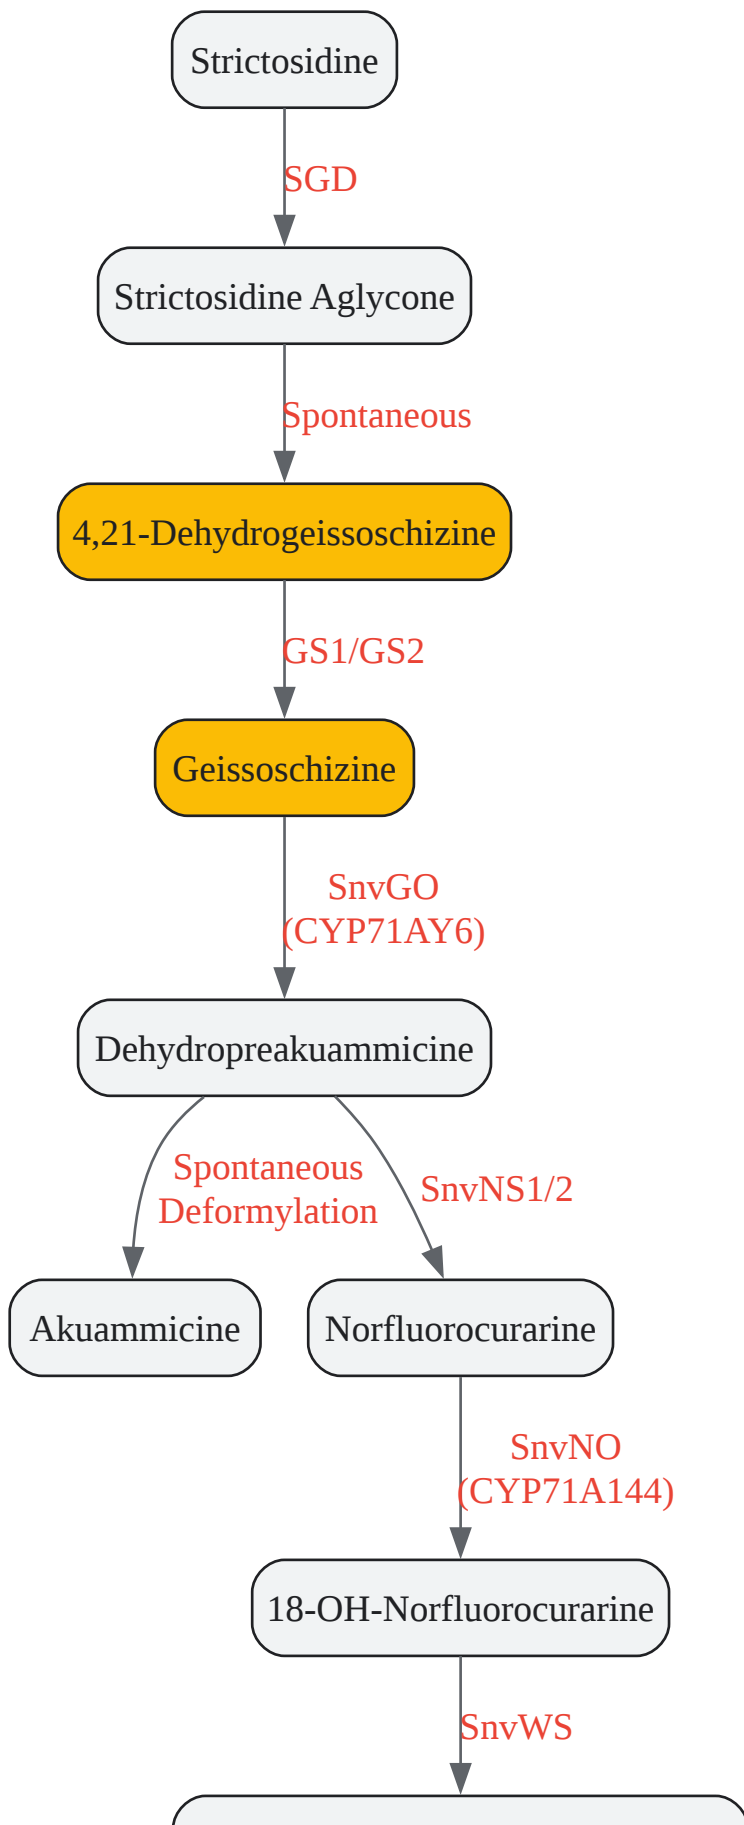 Strictosidine
SGD
Strictosidine Aglycone
Spontaneous
4,21-Dehydrogeissoschizine
GS1/GS2
Geissoschizine
SnvGO
(CYP71AY6)
Dehydropreakuammicine
Spontaneous
Deformylation
SnvNS1/2
Akuammicine
Norfluorocurarine
SnvNO
(CYP71A144)
18-OH-Norfluorocurarine
SnvWS